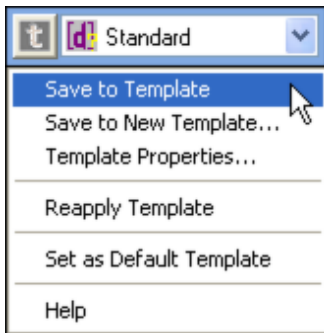 t [d]; Standard
Save to Template
Save to New Template...
Template Properties...
Reapply Template
Set as Default Template
Help